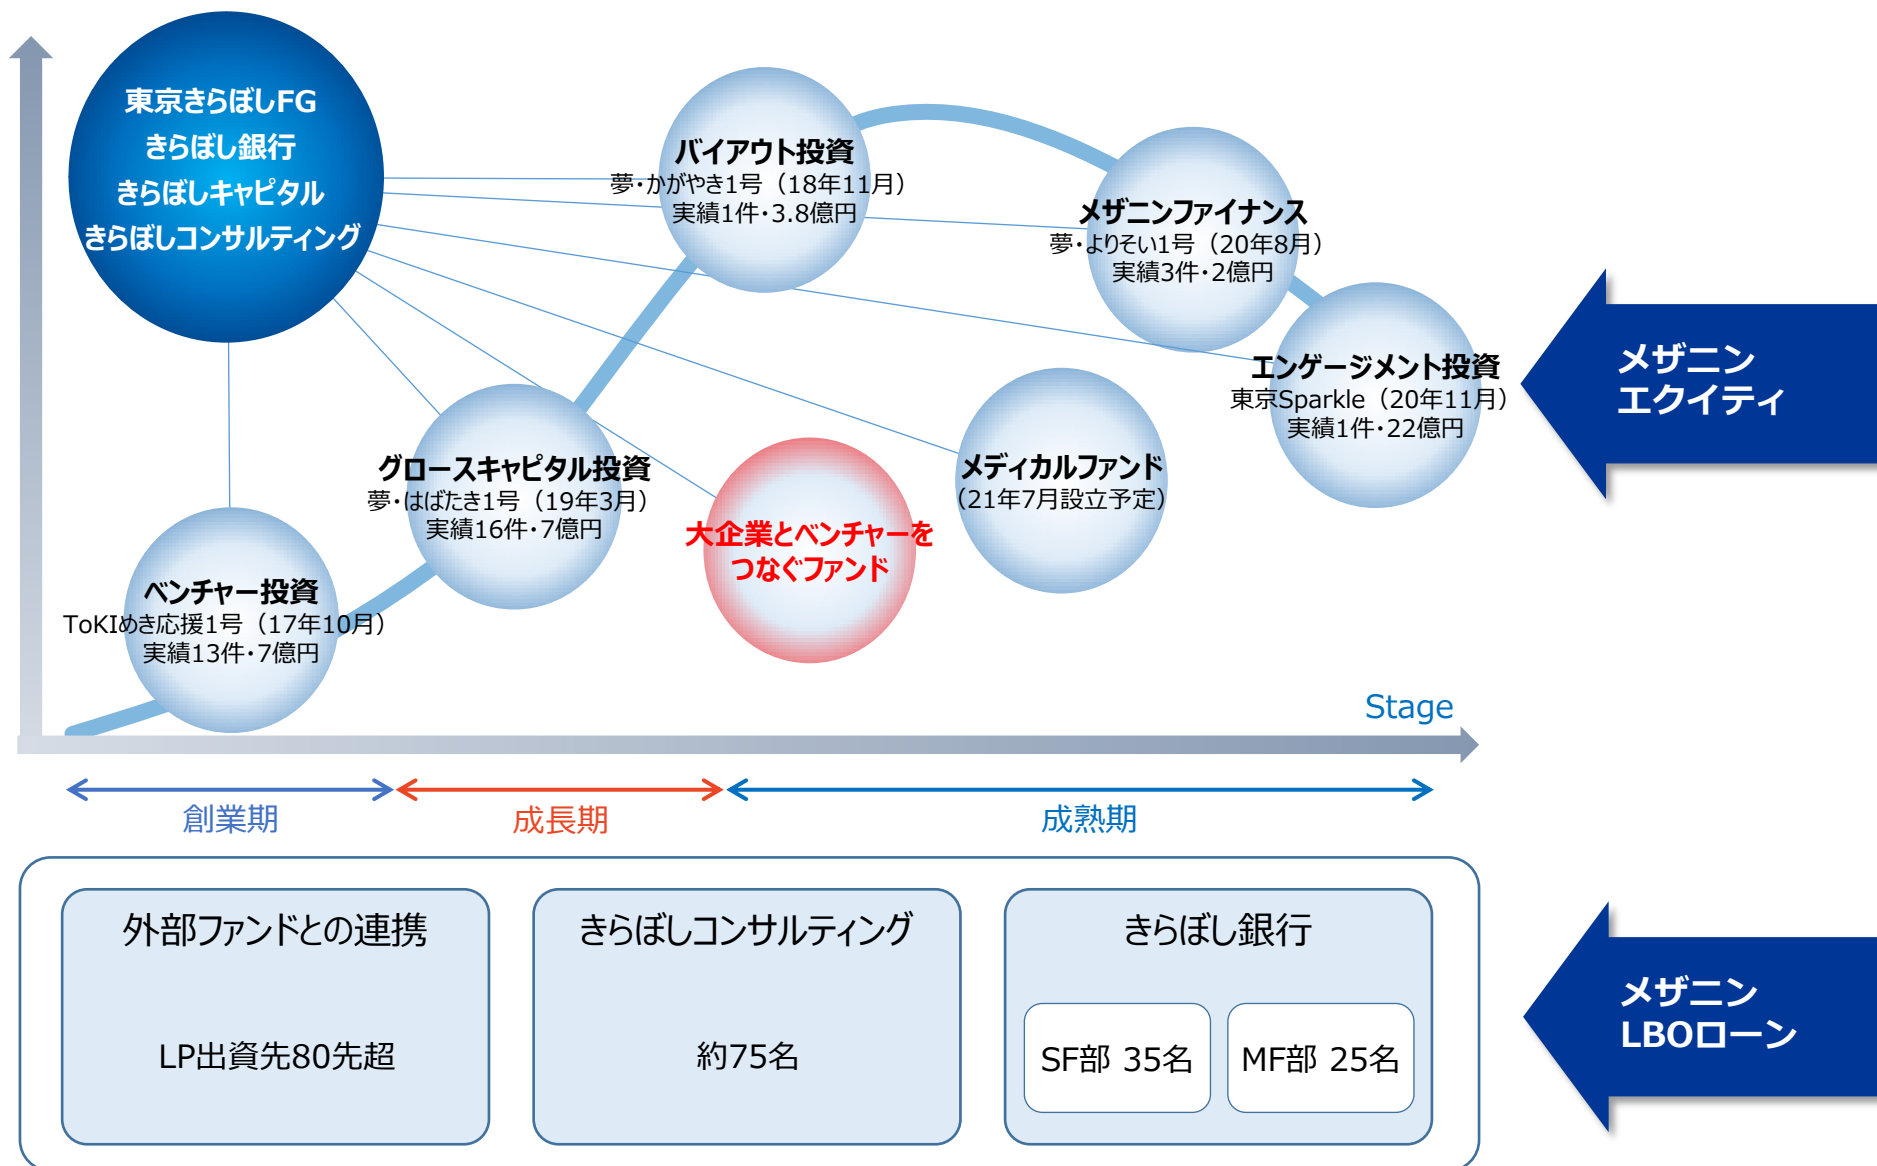 東京きらぼしFG
きらぼし銀行
きらぼしキャピタル
きらぼしコンサルティング
バイアウト投資
夢・かがやき1号（18年11月）
実績1件・3.8億円
メザニンファイナンス
夢・よりそい1号（20年8月）
実績3件・2億円
エンゲージメント投資
東京Sparkle（20年11月）
実績1件・22億円
メザニン
エクイティ
グロースキャピタル投資
夢・はばたき1号（19年3月）
実績16件・7億円
メディカルファンド
（21年7月設立予定）
大企業とベンチャーを
つなぐファンド
ベンチャー投資
ToKIめき応援1号（17年10月）
実績13件・7億円
Stage
創業期
成長期
成熟期
外部ファンドとの連携
LP出資先80先超
きらぼしコンサルティング
約75名
きらぼし銀行
SF部 35名
MF部 25名
メザニン
LBOローン